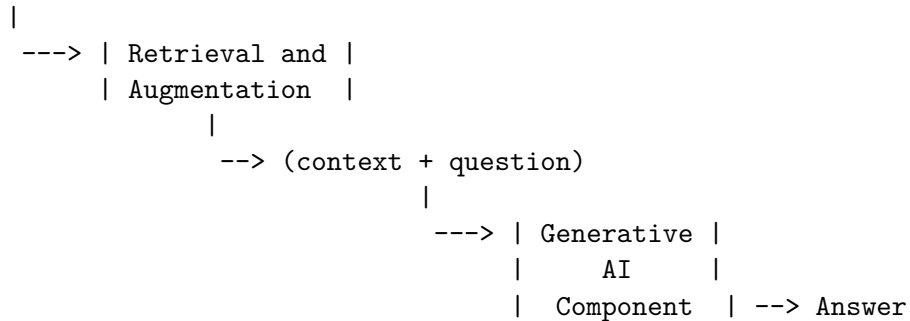 |
---> | Retrieval and |
| Augmentation |
|
--> (context + question)
|
---> | Generative |
| AI |
| Component | --> Answer